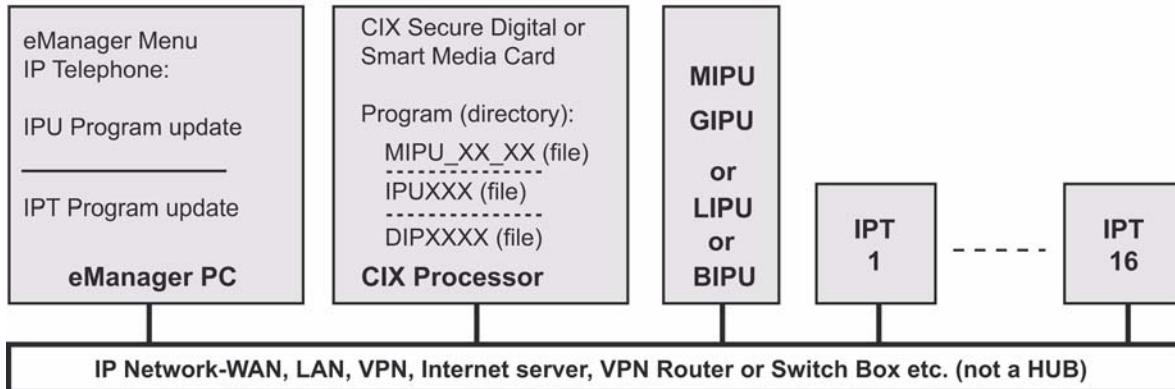 eManager Menu
IP Telephone:
IPU Program update
IPT Program update
eManager PC
CIX Secure Digital or
Smart Media Card
Program (directory):
MIPU_XX_XX (file)
IPUXXX (file)
DIPXXXX (file)
CIX Processor
MIPU
GIPU
or
LIPU
or
BIPU
IPT
1
IPT
16
IP Network-WAN, LAN, VPN, Internet server, VPN Router or Switch Box etc. (not a HUB)